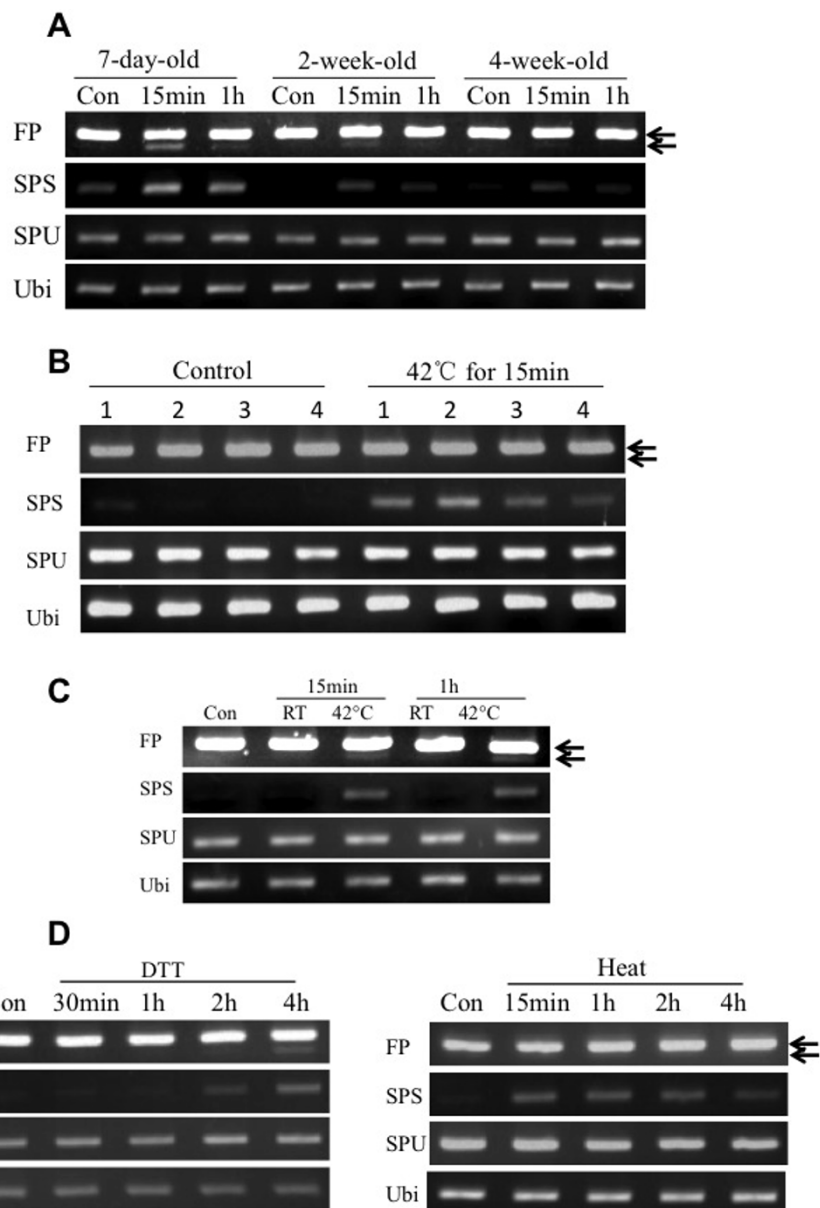 A
7-day-old 2-week-old 4-week-old
Con 15min 1h Con 15min 1h Con 15min 1h
FP
SPS
SPU
Ubi
B
Control 42℃ for 15min
1 2 3 4 1 2 3 4
FP
SPS
SPU
Ubi
C
15min 1h
Con RT 42°C RT 42°C
FP
SPS
SPU
Ubi
D
DTT
on 30min 1h 2h 4h
Heat
Con 15min 1h 2h 4h
FP
SPS
SPU
Ubi